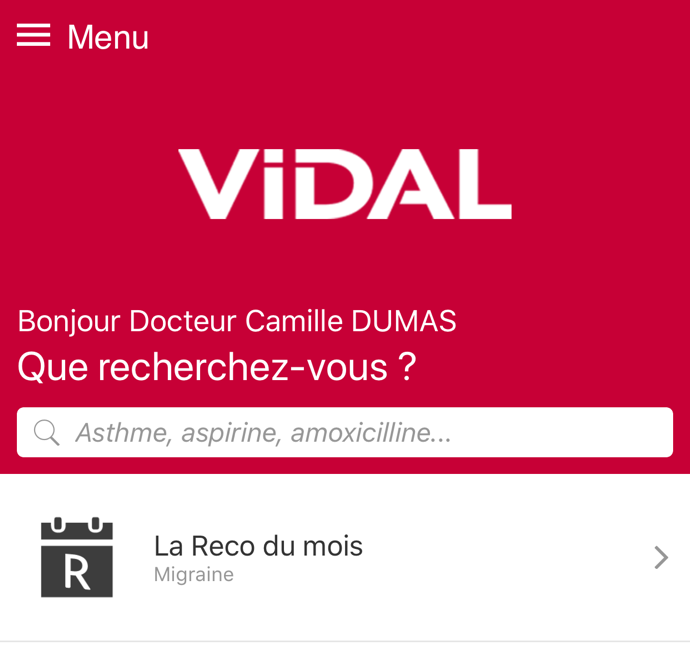 Menu
ViDAL
Bonjour Docteur Camille DUMAS
Que recherchez-vous ?
Asthme, aspirine, amoxicilline...
R
La Reco du mois
Migraine